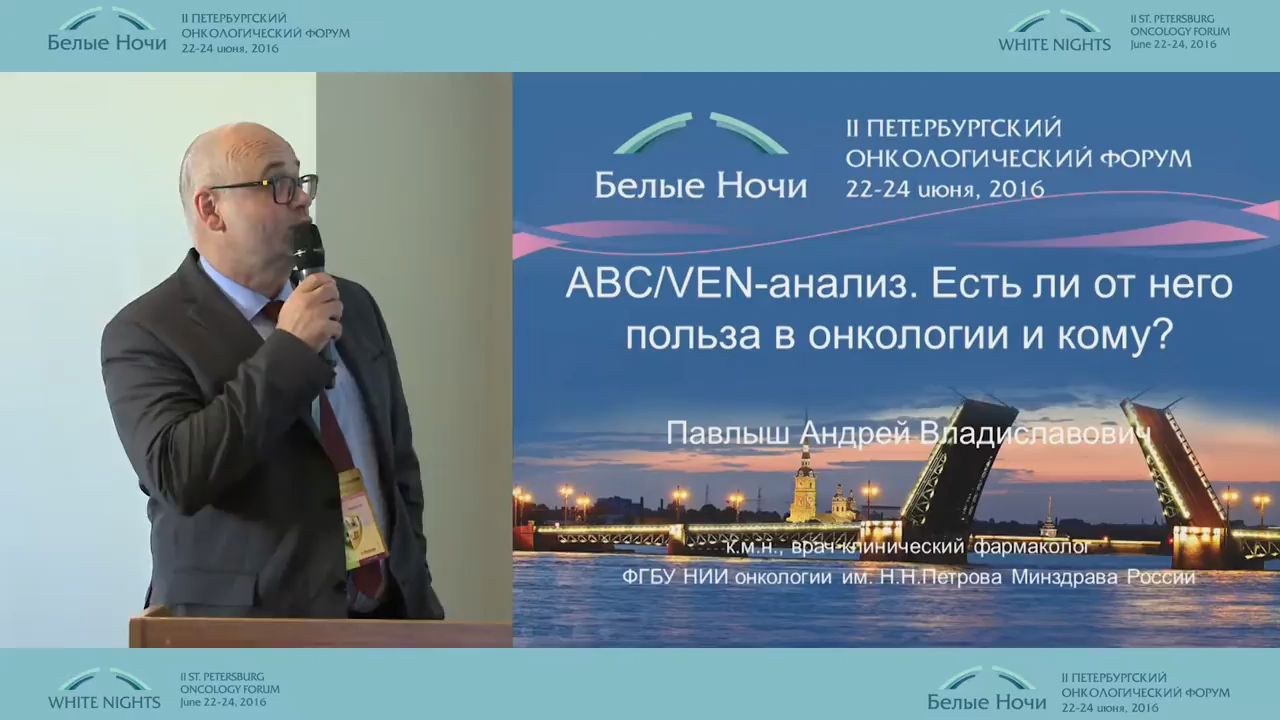 Белые Ночи
II ПЕТЕРБУРГСКИЙ
ОНКОЛОГИЧЕСКИЙ ФОРУМ
22-24 июня, 2016
WHITE NIGHTS
II ST. PETERSBURG
ONCOLOGY FORUM
June 22-24, 2016
Белые Ночи
II ПЕТЕРБУРГСКИЙ
ОНКОЛОГИЧЕСКИЙ ФОРУМ
22-24 июня, 2016
ABC/VEN-анализ. Есть ли от него
польза в онкологии и кому?
Павлыш Андрей Владиславович
к.м.н., врач-клинический фармаколог
ФГБУ НИИ онкологии им. Н.Н.Петрова Минздрава России
WHITE NIGHTS
II ST. PETERSBURG
ONCOLOGY FORUM
June 22-24, 2016
Белые Ночи
II ПЕТЕРБУРГСКИЙ
ОНКОЛОГИЧЕСКИЙ ФОРУМ
22-24 июня, 2016